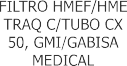 FILTRO HMEF/HME
TRAQ C/TUBO CX
50, GMI/GABISA
MEDICAL